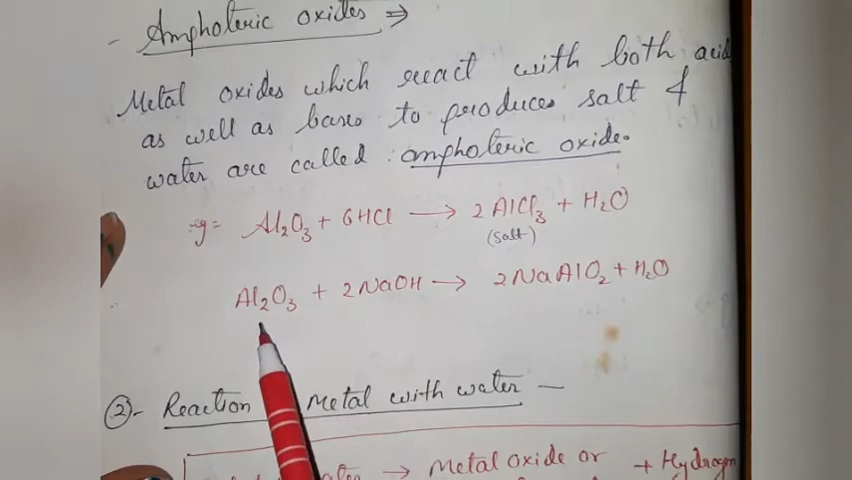 - Amphoteric oxides ⇒
Metal oxides which react with both acid
as well as bases to produces salt &
water are called amphoteric oxide.
eg= Al₂O₃ + 6HCl → 2AlCl₃ + H₂O
(salt)
Al₂O₃ + 2NaOH → 2NaAlO₂ + H₂O
②- Reaction Metal with water —
→ Metal oxide or + Hydrogen